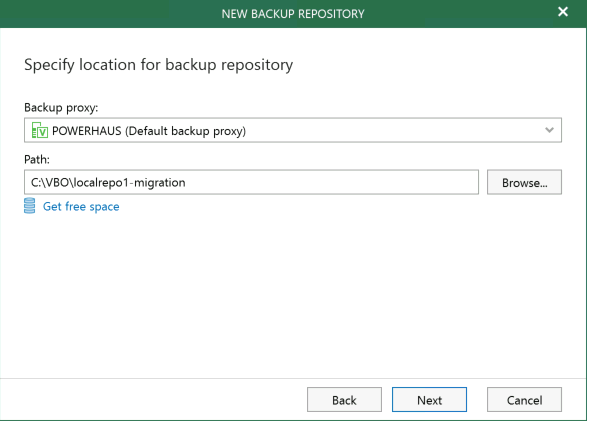 NEW BACKUP REPOSITORY
Specify location for backup repository
Backup proxy:
POWERHAUS (Default backup proxy)
Path:
C:\VBO\localrepo1-migration
Browse...
Get free space
Back
Next
Cancel